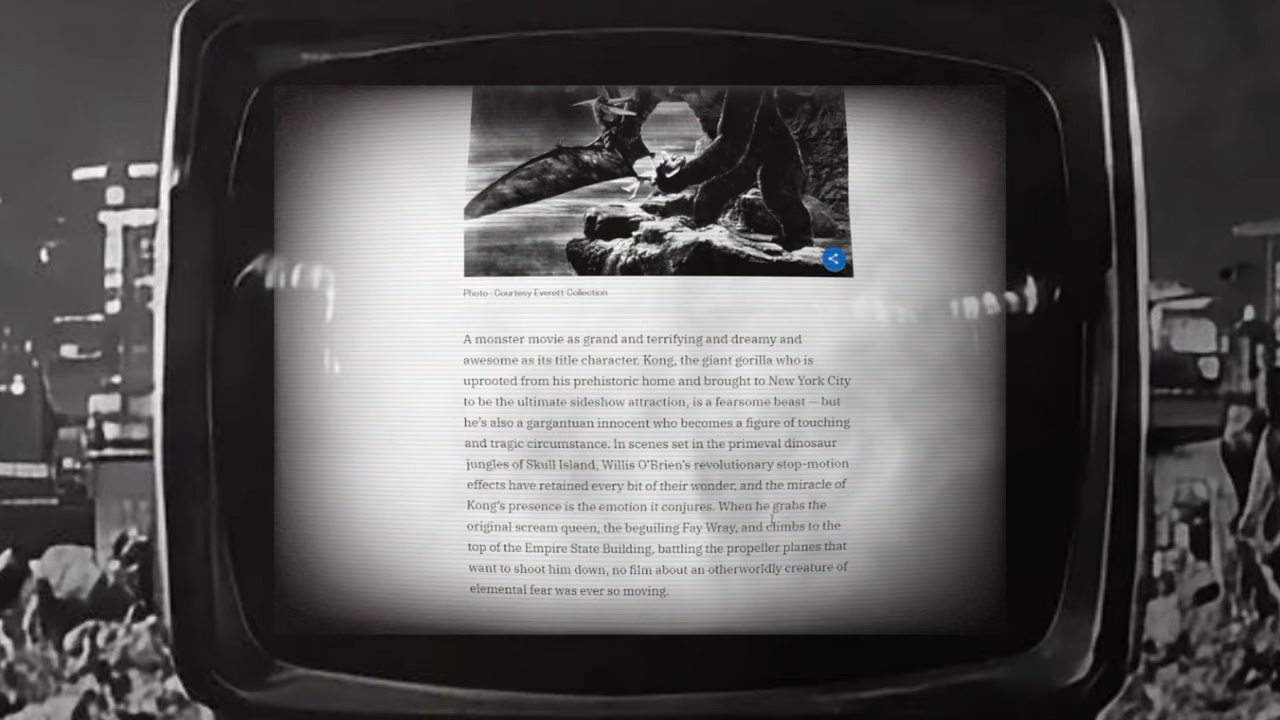 Photo : Courtesy Everett Collection
A monster movie as grand and terrifying and dreamy and
awesome as its title character. Kong, the giant gorilla who is
uprooted from his prehistoric home and brought to New York City
to be the ultimate sideshow attraction, is a fearsome beast — but
he's also a gargantuan innocent who becomes a figure of touching
and tragic circumstance. In scenes set in the primeval dinosaur
jungles of Skull Island, Willis O'Brien's revolutionary stop-motion
effects have retained every bit of their wonder, and the miracle of
Kong's presence is the emotion it conjures. When he grabs the
original scream queen, the beguiling Fay Wray, and climbs to the
top of the Empire State Building, battling the propeller planes that
want to shoot him down, no film about an otherworldly creature of
elemental fear was ever so moving.